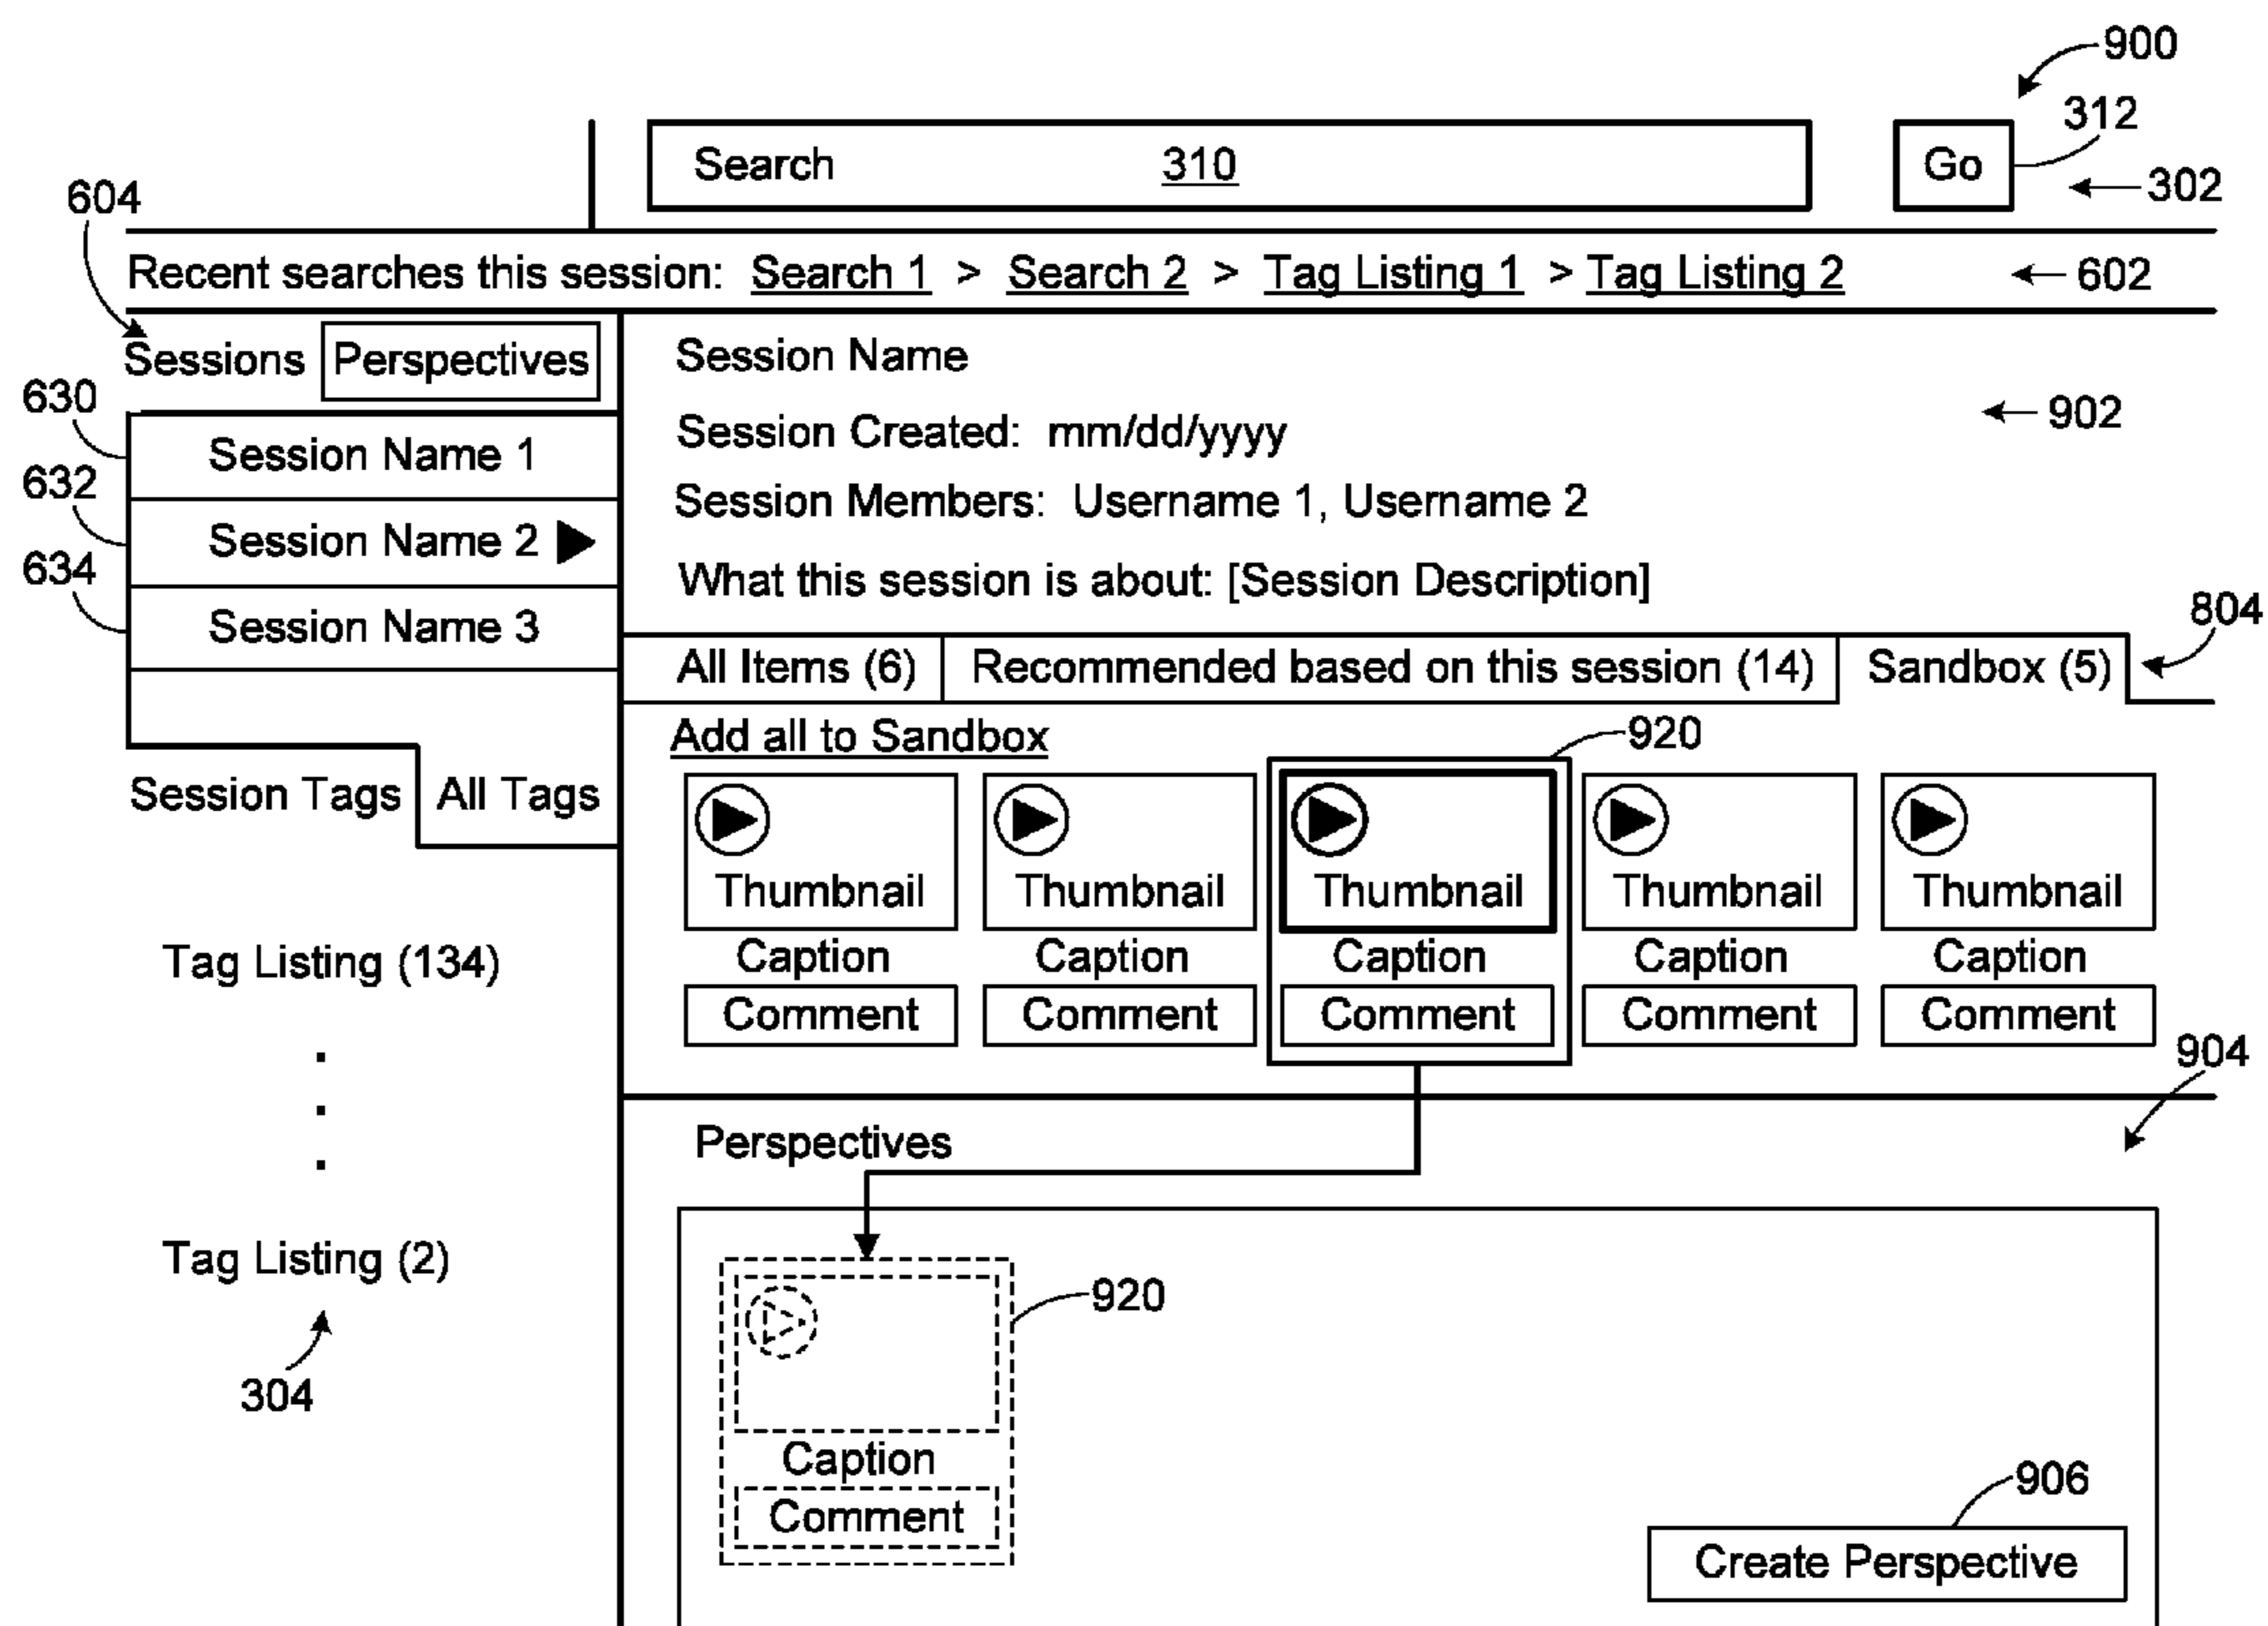 900
312
Search 310 Go
302
604
Recent searches this session: Search 1 > Search 2 > Tag Listing 1 > Tag Listing 2 602
Sessions Perspectives
630
Session Name 1
632
Session Name 2
634
Session Name 3
Session Tags All Tags
Tag Listing (134)
.
.
.
Tag Listing (2)
304
Session Name
902
Session Created: mm/dd/yyyy
Session Members: Username 1, Username 2
What this session is about: [Session Description]
804
All Items (6) Recommended based on this session (14) Sandbox (5)
Add all to Sandbox 920
Thumbnail Thumbnail Thumbnail Thumbnail Thumbnail
Caption Caption Caption Caption Caption
Comment Comment Comment Comment Comment
904
Perspectives
920
Caption
Comment
906
Create Perspective